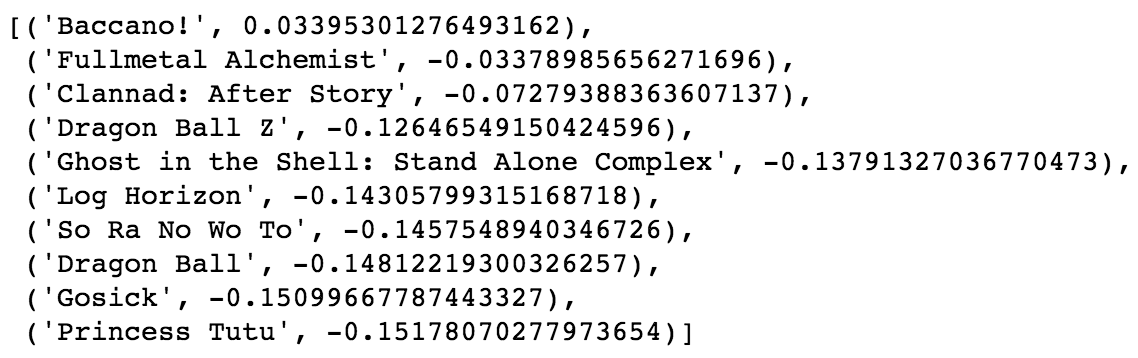 [('Baccano!', 0.03395301276493162),
('Fullmetal Alchemist', -0.03378985656271696),
('Clannad: After Story', -0.07279388363607137),
('Dragon Ball Z', -0.12646549150424596),
('Ghost in the Shell: Stand Alone Complex', -0.13791327036770473),
('Log Horizon', -0.14305799315168718),
('So Ra No Wo To', -0.1457548940346726),
('Dragon Ball', -0.14812219300326257),
('Gosick', -0.15099667787443327),
('Princess Tutu', -0.15178070277973654)]